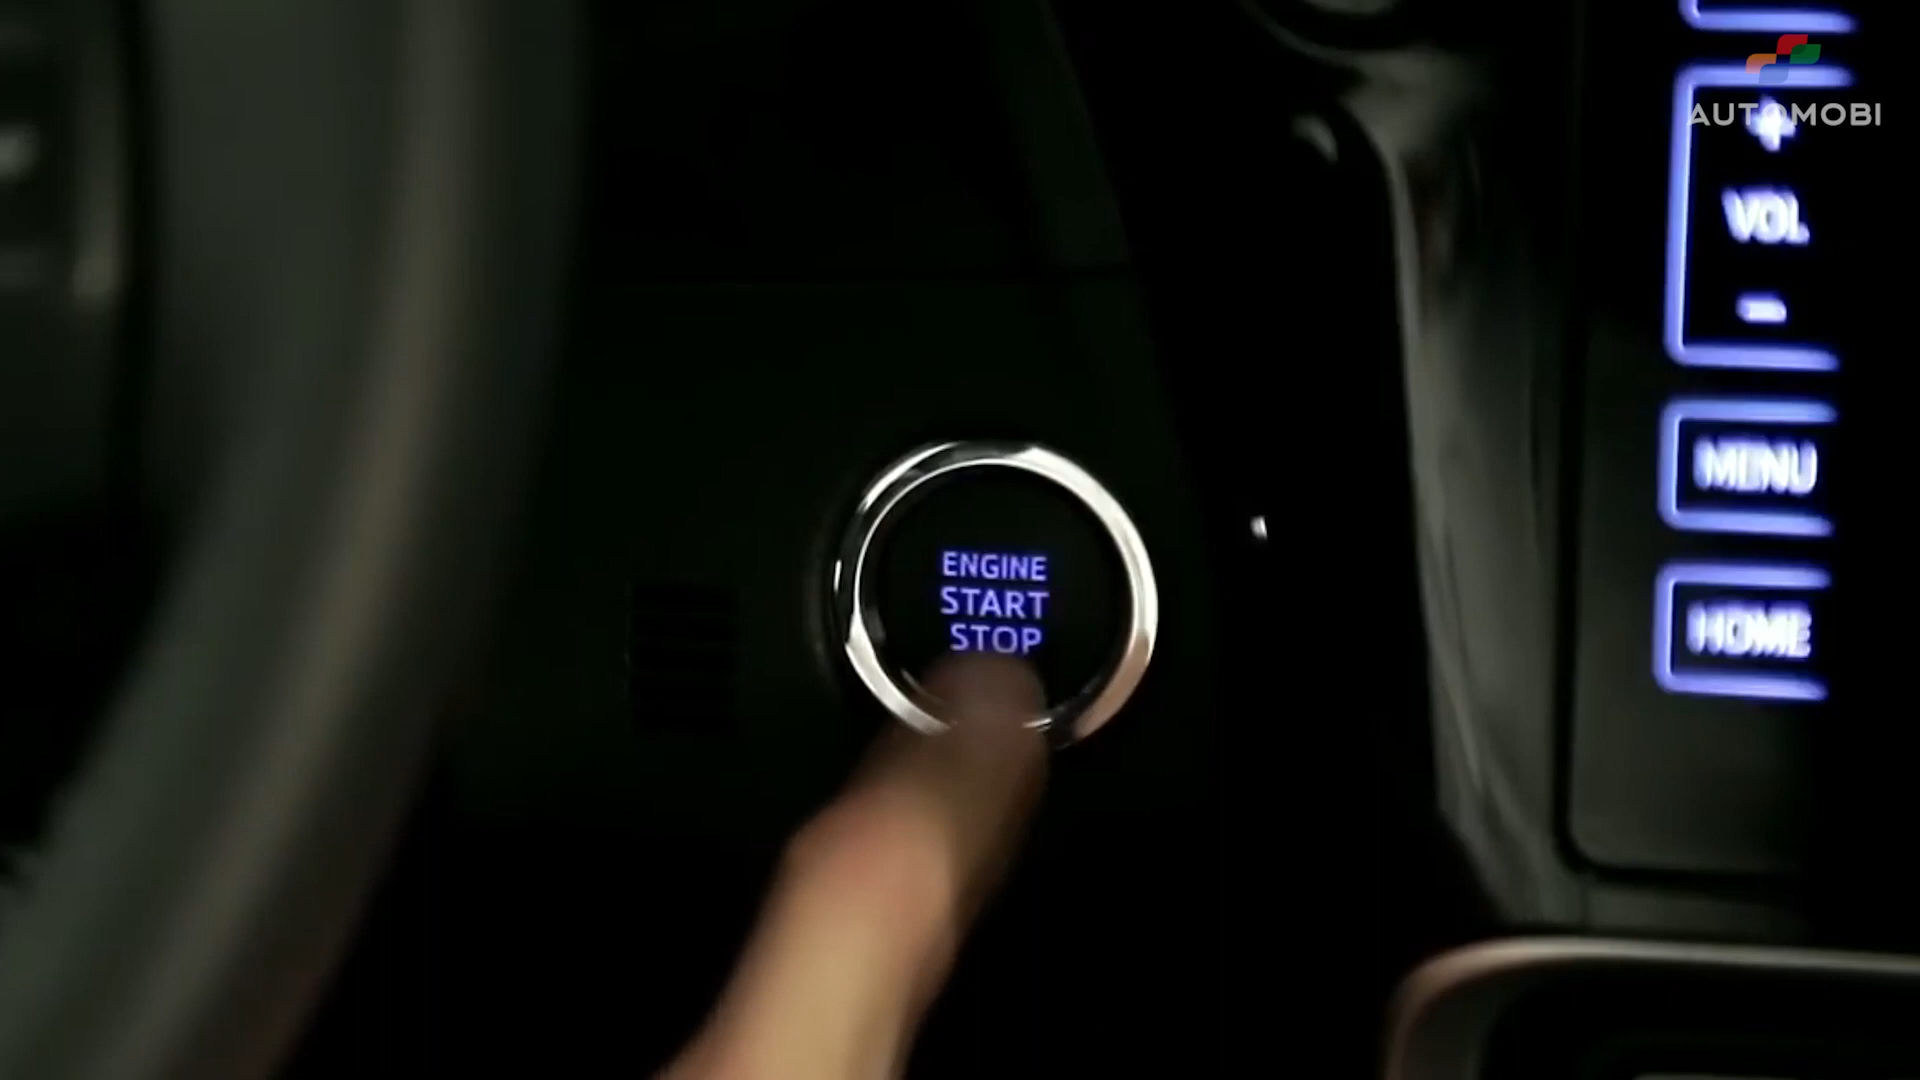 AUTOMOBI
+
VOL
-
MENU
HOME
ENGINE
START
STOP